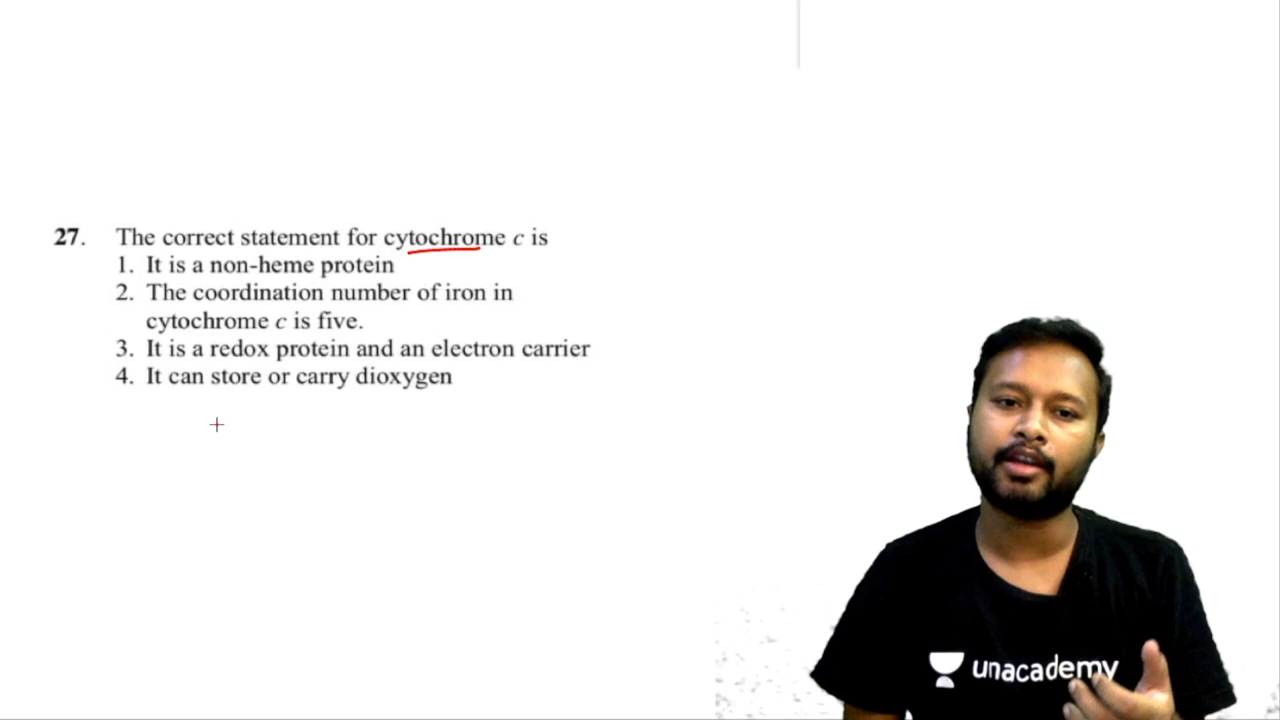 27. The correct statement for cytochrome c is
1. It is a non-heme protein
2. The coordination number of iron in
cytochrome c is five.
3. It is a redox protein and an electron carrier
4. It can store or carry dioxygen
unacademy